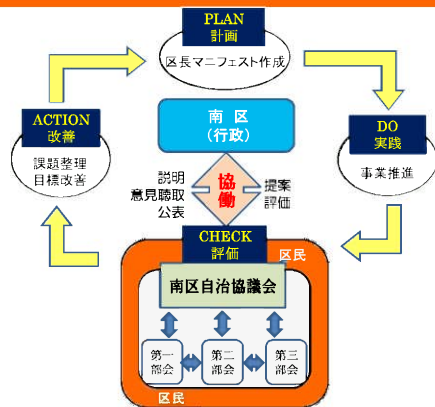 PLAN
計画
区長マニフェスト作成
ACTION
改善
課題整理
目標改善
南 区
(行政)
DO
実践
事業推進
説明
意見聴取
公表
協
働
提案
評価
CHECK
評価
区民
南区自治協議会
第一
部会
第二
部会
第三
部会
区民